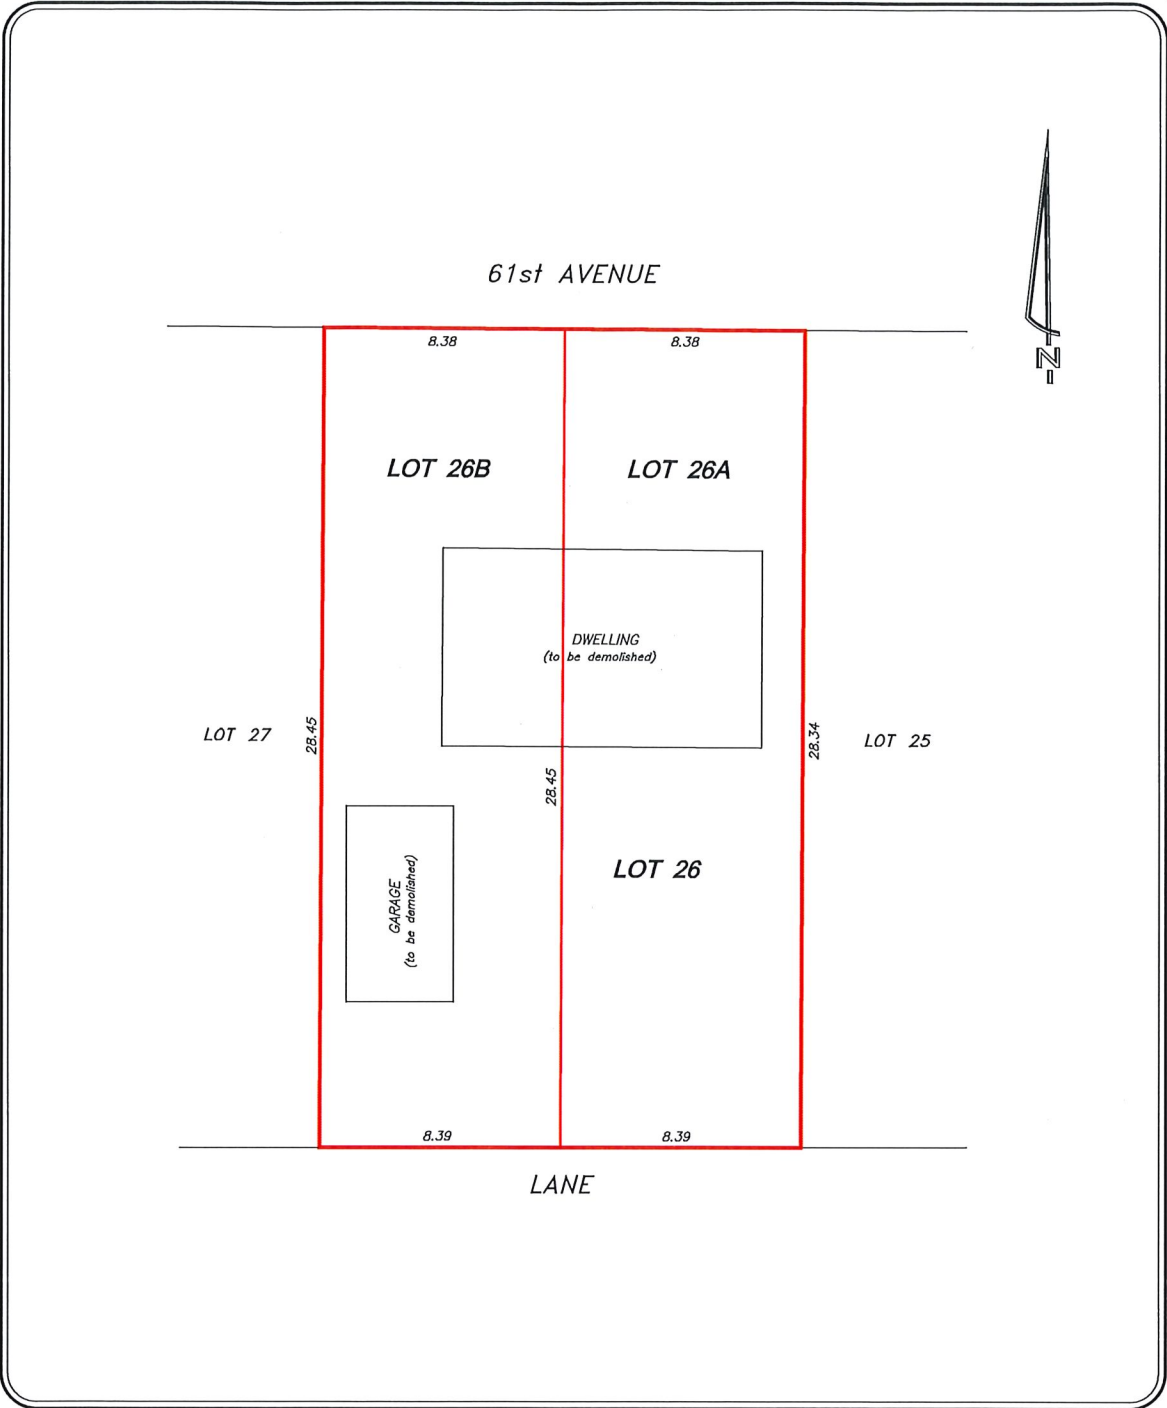 61st AVENUE
8.38
8.38
N
LOT 26B
LOT 26A
DWELLING
(to be demolished)
LOT 27
28.45
28.45
28.34
LOT 25
LOT 26
GARAGE
(to be demolished)
8.39
8.39
LANE